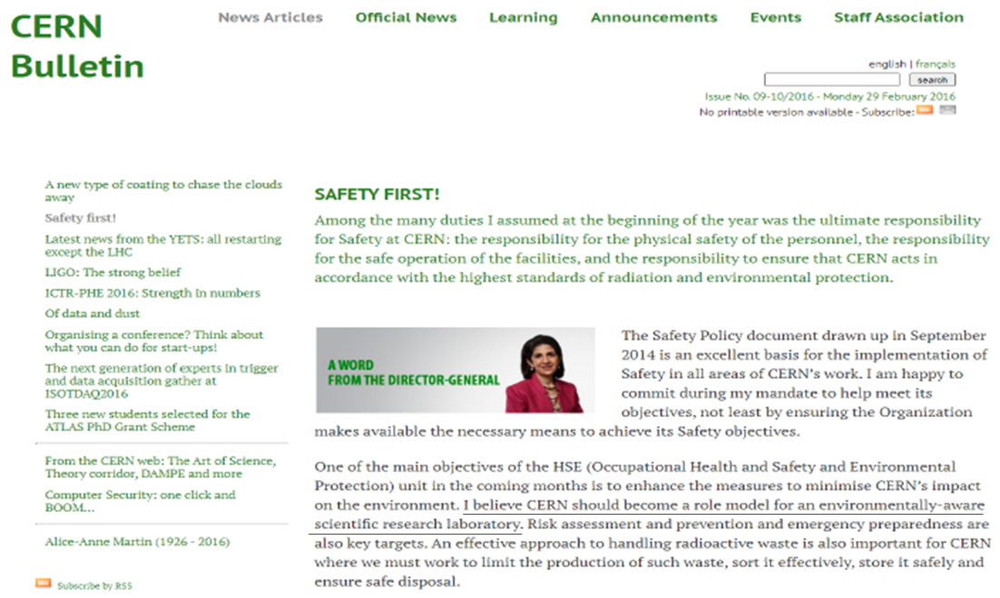 CERN
Bulletin
News Articles
Official News
Learning
Announcements
Events
Staff Association
english | français
search
Issue No. 09-10/2016 - Monday 29 February 2016
No printable version available - Subscribe:
A new type of coating to chase the clouds
away
Safety first!
Latest news from the YETS: all restarting
except the LHC
LIGO: The strong belief
ICTR-PHE 2016: Strength in numbers
Of data and dust
Organising a conference? Think about
what you can do for start-ups!
The next generation of experts in trigger
and data acquisition gather at
ISOTDAQ2016
Three new students selected for the
ATLAS PhD Grant Scheme
From the CERN web: The Art of Science,
Theory corridor, DAMPE and more
Computer Security: one click and
BOOM...
Alice-Anne Martin (1926 - 2016)
Subscribe by RSS
SAFETY FIRST!
Among the many duties I assumed at the beginning of the year was the ultimate responsibility
for Safety at CERN: the responsibility for the physical safety of the personnel, the responsibility
for the safe operation of the facilities, and the responsibility to ensure that CERN acts in
accordance with the highest standards of radiation and environmental protection.
A WORD
FROM THE DIRECTOR-GENERAL
The Safety Policy document drawn up in September
2014 is an excellent basis for the implementation of
Safety in all areas of CERN's work. I am happy to
commit during my mandate to help meet its
objectives, not least by ensuring the Organization
makes available the necessary means to achieve its Safety objectives.
One of the main objectives of the HSE (Occupational Health and Safety and Environmental
Protection) unit in the coming months is to enhance the measures to minimise CERN's impact
on the environment. I believe CERN should become a role model for an environmentally-aware
scientific research laboratory. Risk assessment and prevention and emergency preparedness are
also key targets. An effective approach to handling radioactive waste is also important for CERN
where we must work to limit the production of such waste, sort it effectively, store it safely and
ensure safe disposal.